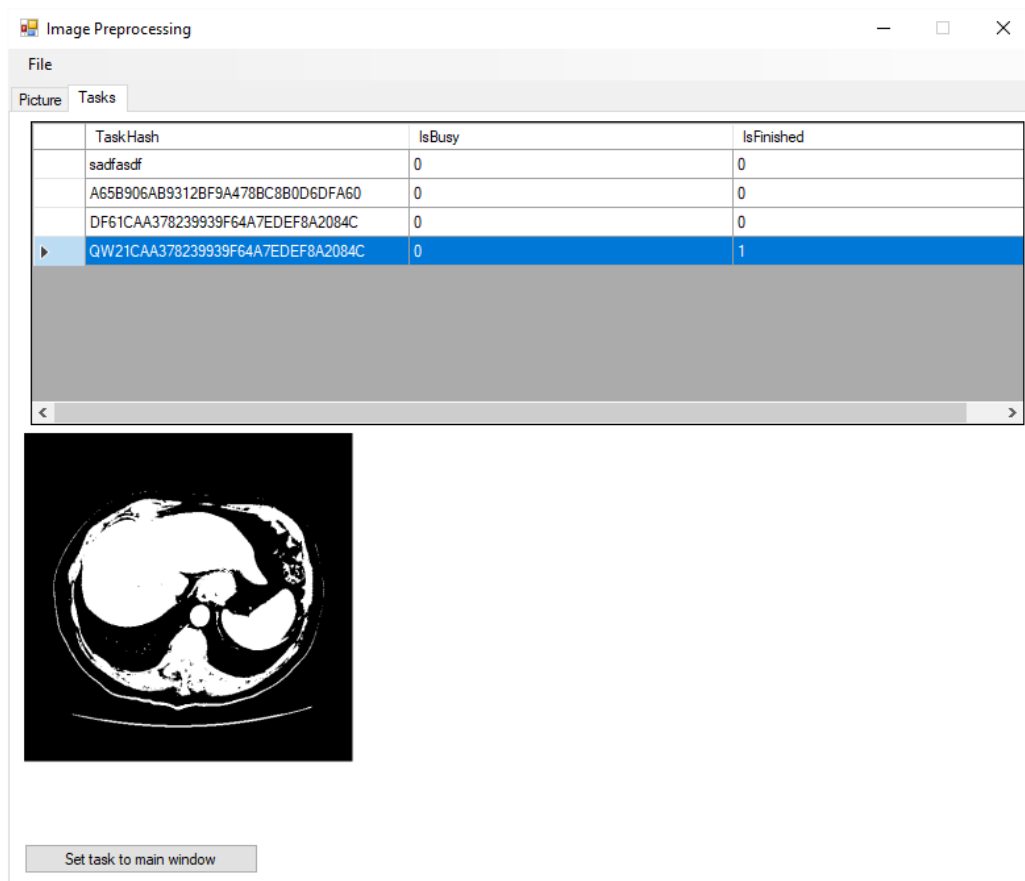 Image Preprocessing
File
Picture Tasks
TaskHash IsBusy IsFinished
sadfasdf 0 0
A65B906AB9312BF9A478BC8B0D6DFA60 0 0
DF61CAA378239939F64A7EDEF8A2084C 0 0
QW21CAA378239939F64A7EDEF8A2084C 0 1
Set task to main window